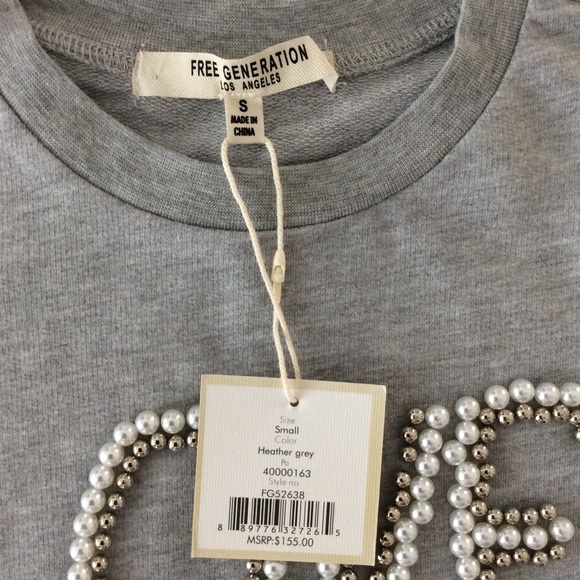 FREE GENERATION
LOS ANGELES
S
MADE IN
CHINA
Size
Small
Color
Heather grey
Po
40000163
Style no
FG52638
8 89776 32726 5
MSRP:$155.00